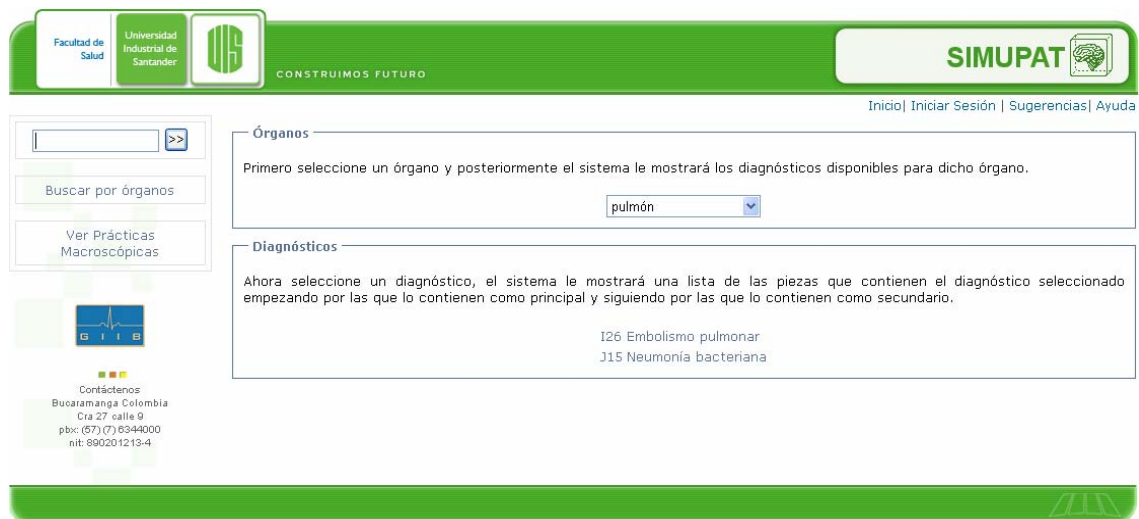 Facultad de
Salud
Universidad
Industrial de
Santander
UIS
CONSTRUIMOS FUTURO
SIMUPAT
Inicio| Iniciar Sesión | Sugerencias| Ayuda
>>
Buscar por órganos
Ver Prácticas
Macroscópicas
GIIB
Contáctenos
Bucaramanga Colombia
Cra 27 calle 9
pbx: (57) (7) 6344000
nit: 890201213-4
Órganos
Primero seleccione un órgano y posteriormente el sistema le mostrará los diagnósticos disponibles para dicho órgano.
pulmón
Diagnósticos
Ahora seleccione un diagnóstico, el sistema le mostrará una lista de las piezas que contienen el diagnóstico seleccionado
empezando por las que lo contienen como principal y siguiendo por las que lo contienen como secundario.
I26 Embolismo pulmonar
J15 Neumonía bacteriana